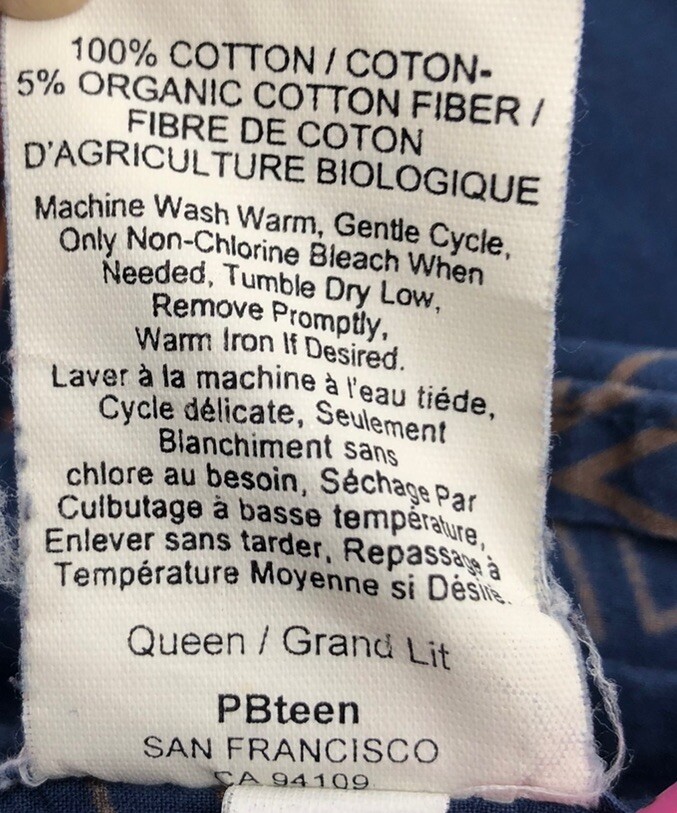 100% COTTON / COTON-
5% ORGANIC COTTON FIBER /
FIBRE DE COTON
D'AGRICULTURE BIOLOGIQUE
Machine Wash Warm, Gentle Cycle,
Only Non-Chlorine Bleach When
Needed, Tumble Dry Low,
Remove Promptly,
Warm Iron If Desired.
Laver à la machine à l'eau tiéde,
Cycle délicate, Seulement
Blanchiment sans
chlore au besoin, Séchage Par
Culbutage à basse température,
Enlever sans tarder, Repassage à
Température Moyenne si Désire.
Queen / Grand Lit
PBteen
SAN FRANCISCO
CA 94109